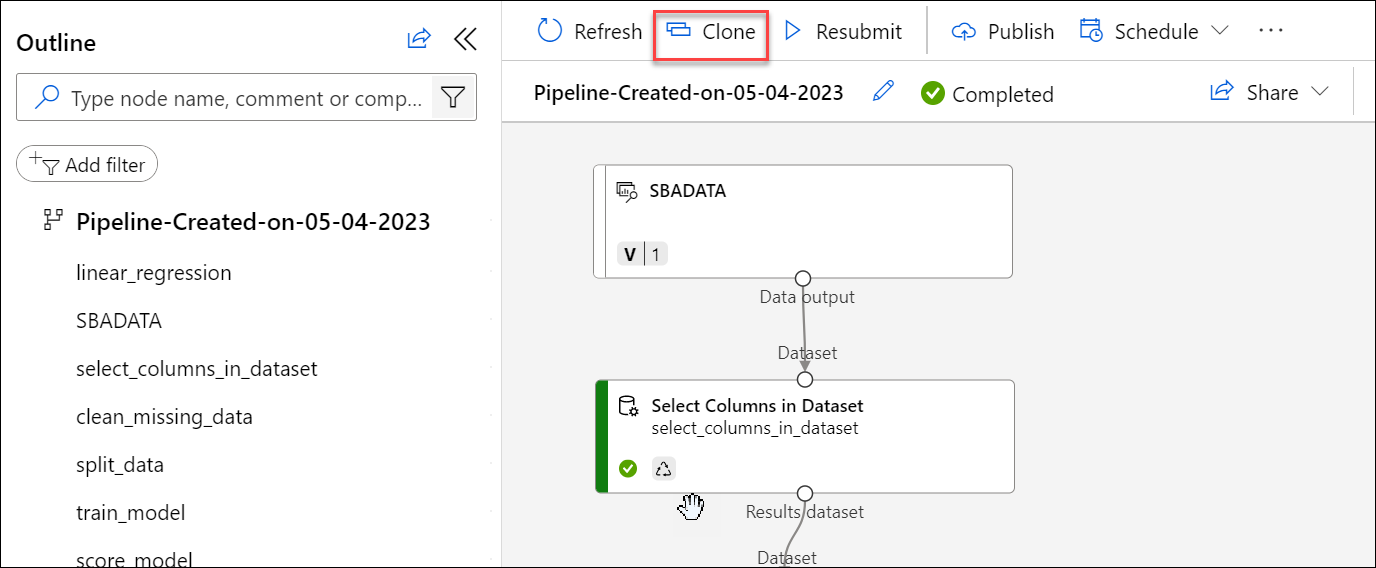 Outline
Type node name, comment or comp...
Add filter
Pipeline-Created-on-05-04-2023
linear_regression
SBADATA
select_columns_in_dataset
clean_missing_data
split_data
train_model
score_model
Refresh Clone Resubmit Publish Schedule ...
Pipeline-Created-on-05-04-2023 Completed Share
SBADATA
V 1
Data output
Dataset
Select Columns in Dataset
select_columns_in_dataset
Results dataset
Dataset